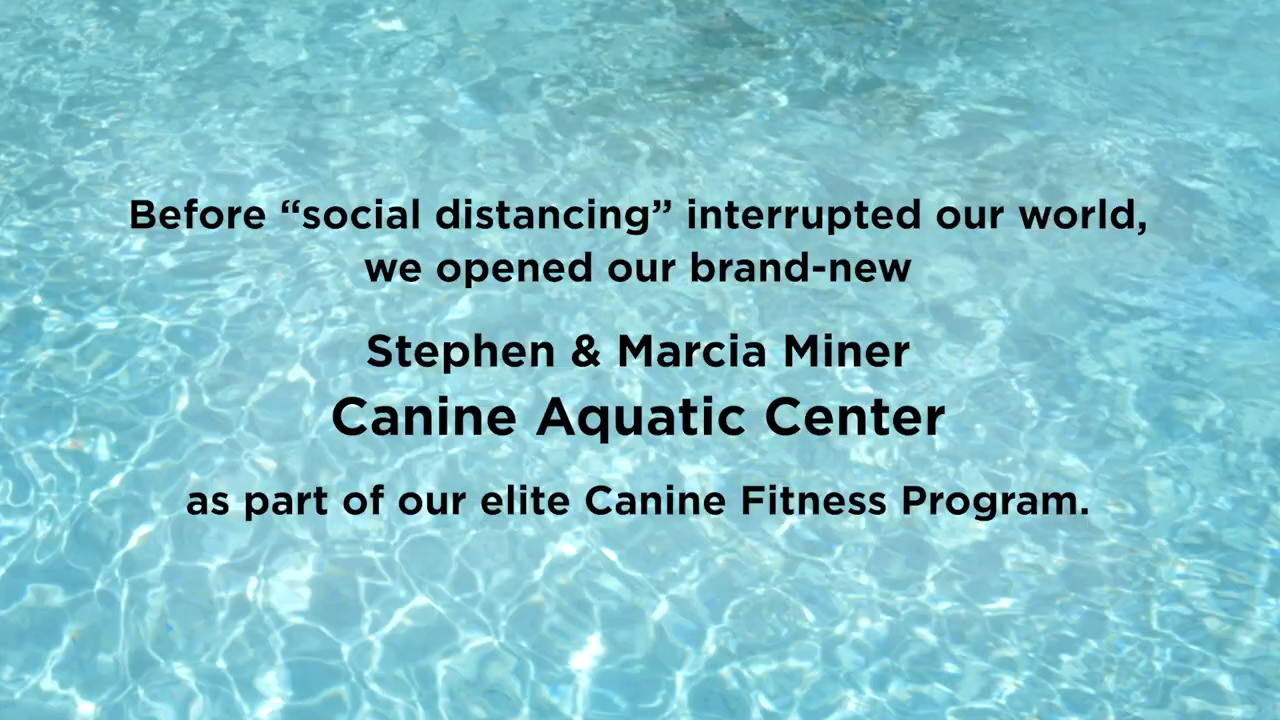 Before “social distancing” interrupted our world,
we opened our brand-new
Stephen & Marcia Miner
Canine Aquatic Center
as part of our elite Canine Fitness Program.